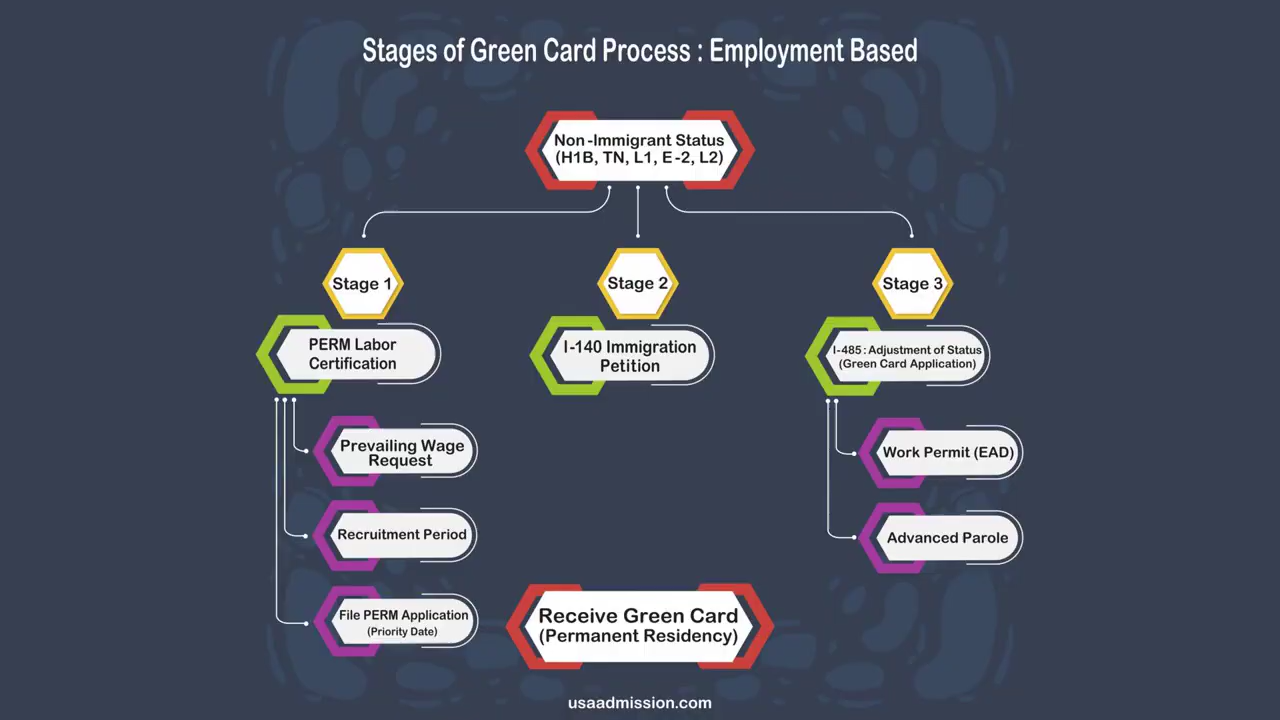 Stages of Green Card Process : Employment Based
Non-Immigrant Status
(H1B, TN, L1, E-2, L2)
Stage 1
Stage 2
Stage 3
PERM Labor
Certification
I-140 Immigration
Petition
I-485 : Adjustment of Status
(Green Card Application)
Prevailing Wage
Request
Work Permit (EAD)
Recruitment Period
Advanced Parole
File PERM Application
(Priority Date)
Receive Green Card
(Permanent Residency)
usaadmission.com